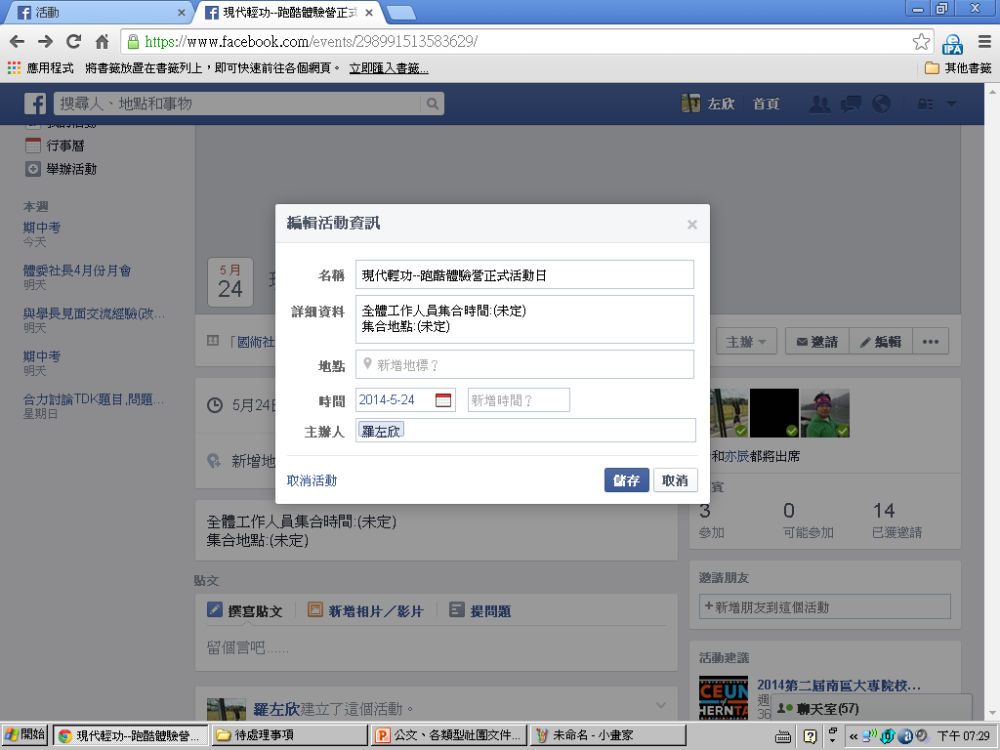 活動
現代輕功--跑酷體驗營正式
https://www.facebook.com/events/298991513583629/
應用程式 將書籤放置在書籤列上，即可快速前往各個網頁。 立即匯入書籤...
其他書籤
搜尋人、地點和事物
左欣 首頁
行事曆
舉辦活動
本週
期中考
今天
體委社長4月份月會
明天
與學長見面交流經驗(改...
明天
期中考
明天
合力討論TDK題目,問題...
星期日
5月
24
「國術社
主辦 邀請 編輯
5月24日
新增地
編輯活動資訊
名稱 現代輕功--跑酷體驗營正式活動日
詳細資料 全體工作人員集合時間:(未定)
集合地點:(未定)
地點 新增地標？
時間 2014-5-24 新增時間？
主辦人 羅左欣
取消活動 儲存 取消
和亦辰都將出席
3 0 14
參加 可能參加 已獲邀請
全體工作人員集合時間:(未定)
集合地點:(未定)
貼文
撰寫貼文 新增相片／影片 提問題
留個言吧......
羅左欣建立了這個活動。
邀請朋友
+新增朋友到這個活動
活動建議
2014第二屆南區大專院校...
聊天室(57)
開始 現代輕功--跑酷體驗營... 待處理事項 公文、各類型社團文件... 未命名 - 小畫家 下午 07:29